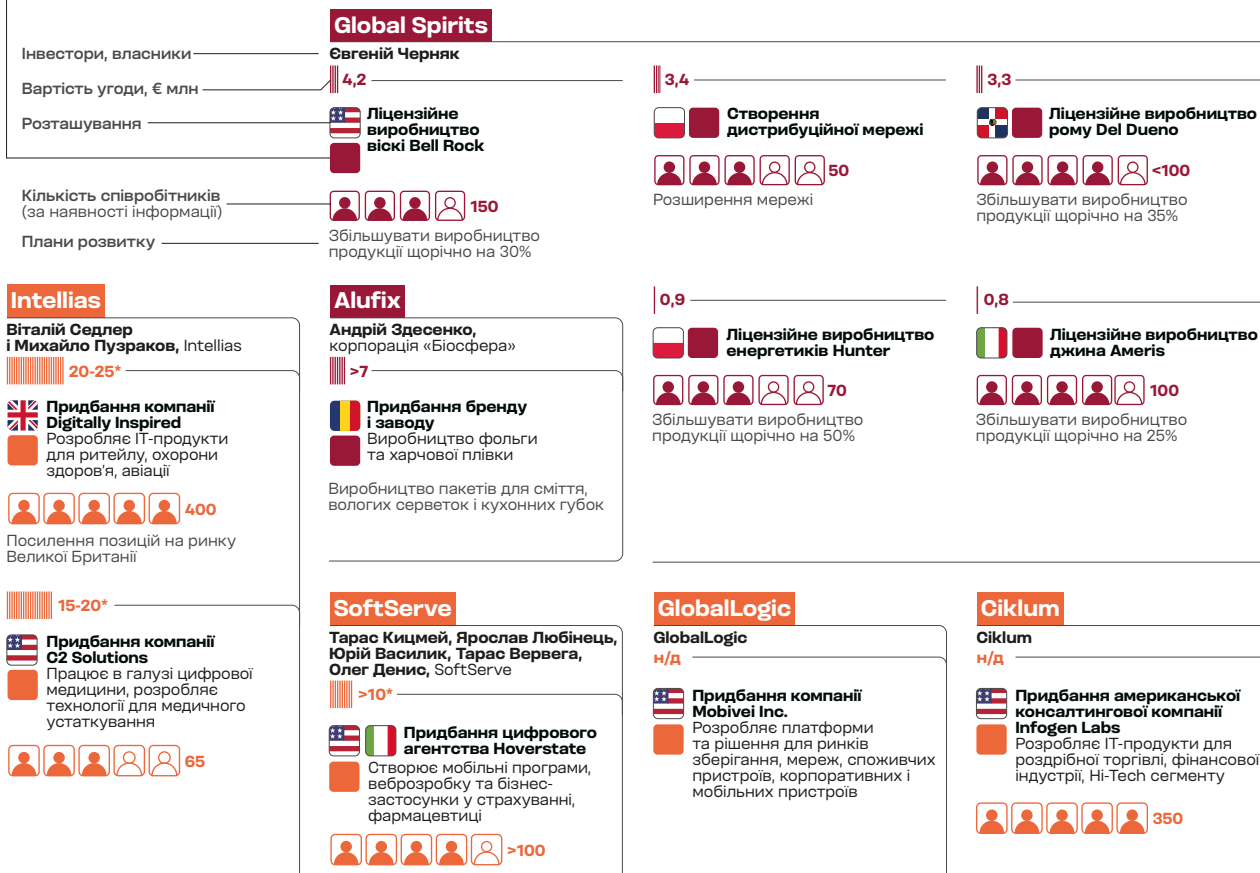 Global Spirits
Інвестори, власники
Євгеній Черняк
Вартість угоди, € млн
4,2
Розташування
Ліцензійне
виробництво
віскі Bell Rock
Кількість співробітників
(за наявності інформації)
150
Плани розвитку
Збільшувати виробництво
продукції щорічно на 30%
3,4
Створення
дистрибуційної мережі
50
Розширення мережі
3,3
Ліцензійне виробництво
рому Del Dueno
<100
Збільшувати виробництво
продукції щорічно на 35%
Intellias
Віталій Седлер
і Михайло Пузраков, Intellias
20-25*
Придбання компанії
Digitally Inspired
Розробляє ІТ-продукти
для ритейлу, охорони
здоров'я, авіації
400
Посилення позицій на ринку
Великої Британії
15-20*
Придбання компанії
C2 Solutions
Працює в галузі цифрової
медицини, розробляє
технології для медичного
устаткування
65
Alufix
Андрій Здесенко,
корпорація «Біосфера»
>7
Придбання бренду
і заводу
Виробництво фольги
та харчової плівки
Виробництво пакетів для сміття,
вологих серветок і кухонних губок
0,9
Ліцензійне виробництво
енергетиків Hunter
70
Збільшувати виробництво
продукції щорічно на 50%
0,8
Ліцензійне виробництво
джина Ameris
100
Збільшувати виробництво
продукції щорічно на 25%
SoftServe
Тарас Кицмей, Ярослав Любінець,
Юрій Василик, Тарас Вервега,
Олег Денис, SoftServe
>10*
Придбання цифрового
агентства Hoverstate
Створює мобільні програми,
веброзробку та бізнес-
застосунки у страхуванні,
фармацевтиці
>100
GlobalLogic
GlobalLogic
н/д
Придбання компанії
Mobivei Inc.
Розробляє платформи
та рішення для ринків
зберігання, мереж, споживчих
пристроїв, корпоративних і
мобільних пристроїв
Ciklum
Ciklum
н/д
Придбання американської
консалтингової компанії
Infogen Labs
Розробляє ІТ-продукти для
роздрібної торгівлі, фінансової
індустрії, Hi-Tech сегменту
350